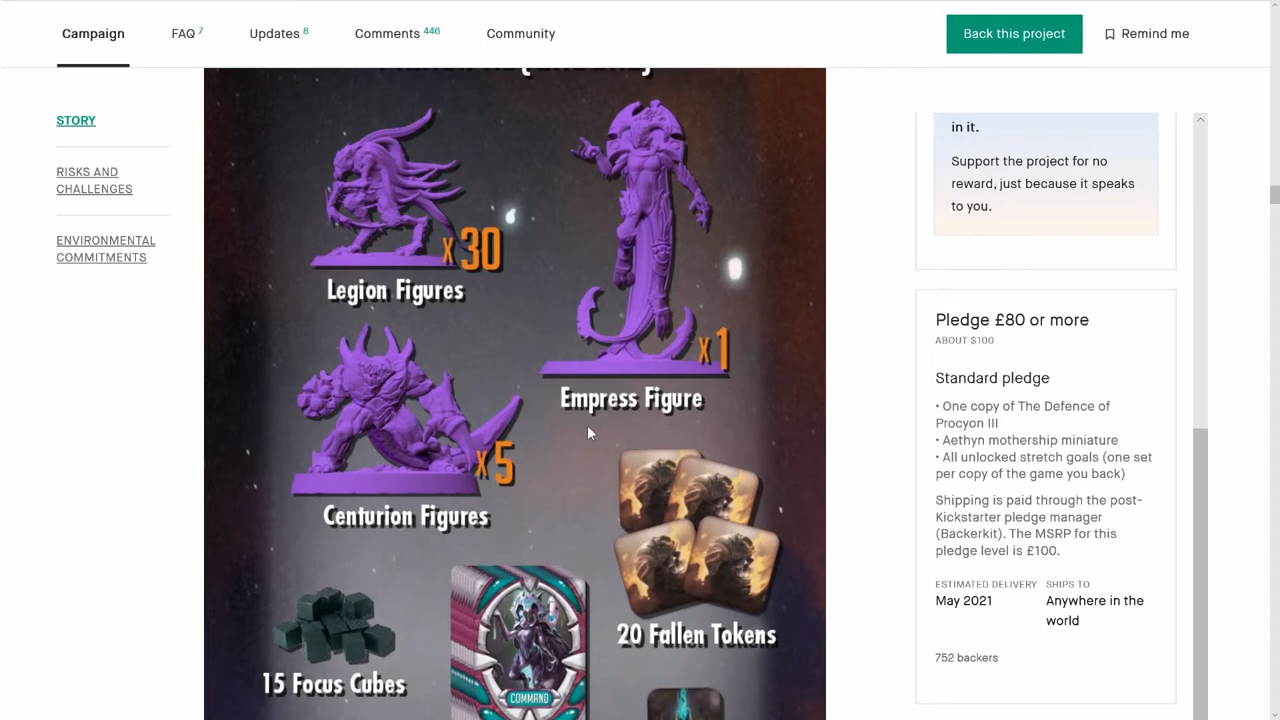 Campaign
FAQ 7
Updates 8
Comments 446
Community
Back this project
Remind me
STORY
RISKS AND
CHALLENGES
ENVIRONMENTAL
COMMITMENTS
x30
Legion Figures
x1
Empress Figure
x5
Centurion Figures
20 Fallen Tokens
15 Focus Cubes
COMMAND
in it.
Support the project for no
reward, just because it speaks
to you.
Pledge £80 or more
ABOUT $100
Standard pledge
• One copy of The Defence of
Procyon III
• Aethyn mothership miniature
• All unlocked stretch goals (one set
per copy of the game you back)
Shipping is paid through the post-
Kickstarter pledge manager
(Backerkit). The MSRP for this
pledge level is £100.
ESTIMATED DELIVERY
May 2021
SHIPS TO
Anywhere in the
world
752 backers